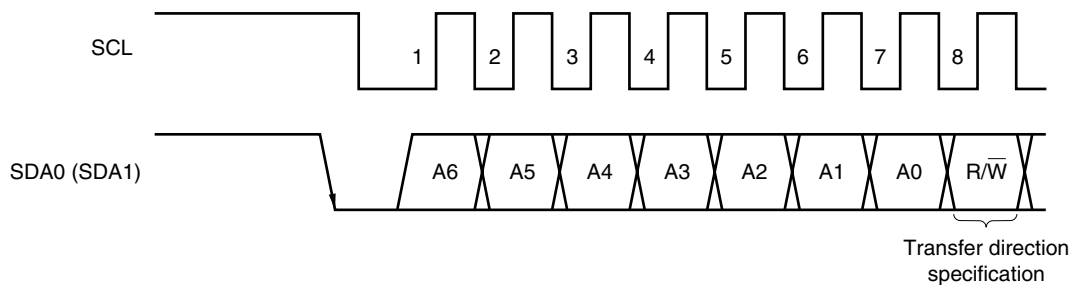 SCL
1 2 3 4 5 6 7 8
SDA0 (SDA1)
A6 A5 A4 A3 A2 A1 A0 R/W̅
Transfer direction
specification